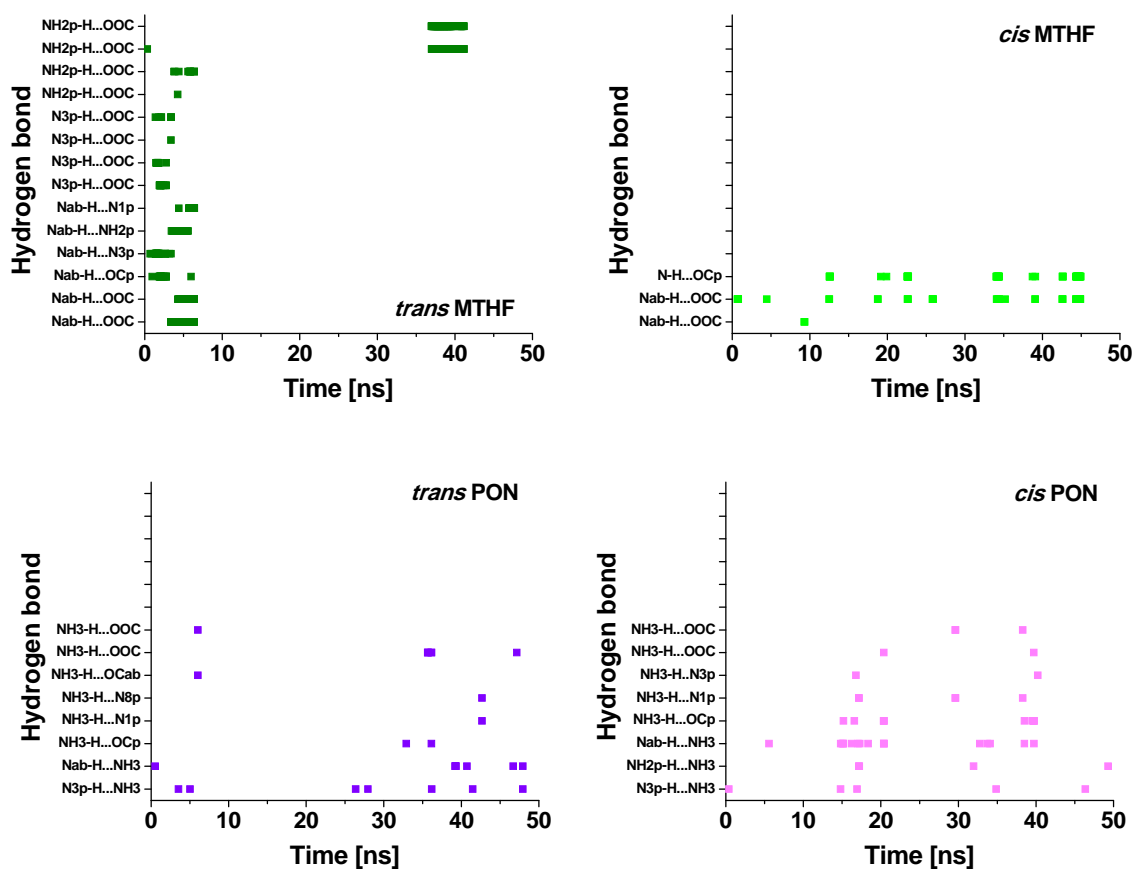 Hydrogen bond
NH2p-H...OOC
NH2p-H...OOC
NH2p-H...OOC
NH2p-H...OOC
N3p-H...OOC
N3p-H...OOC
N3p-H...OOC
N3p-H...OOC
Nab-H...N1p
Nab-H...NH2p
Nab-H...N3p
Nab-H...OCp
Nab-H...OOC
Nab-H...OOC
trans MTHF
0 10 20 30 40 50
Time [ns]
Hydrogen bond
cis MTHF
N-H...OCp
Nab-H...OOC
Nab-H...OOC
0 10 20 30 40 50
Time [ns]
Hydrogen bond
trans PON
NH3-H...OOC
NH3-H...OOC
NH3-H...OCab
NH3-H...N8p
NH3-H...N1p
NH3-H...OCp
Nab-H...NH3
N3p-H...NH3
0 10 20 30 40 50
Time [ns]
Hydrogen bond
cis PON
NH3-H...OOC
NH3-H...OOC
NH3-H...N3p
NH3-H...N1p
NH3-H...OCp
Nab-H...NH3
NH2p-H...NH3
N3p-H...NH3
0 10 20 30 40 50
Time [ns]